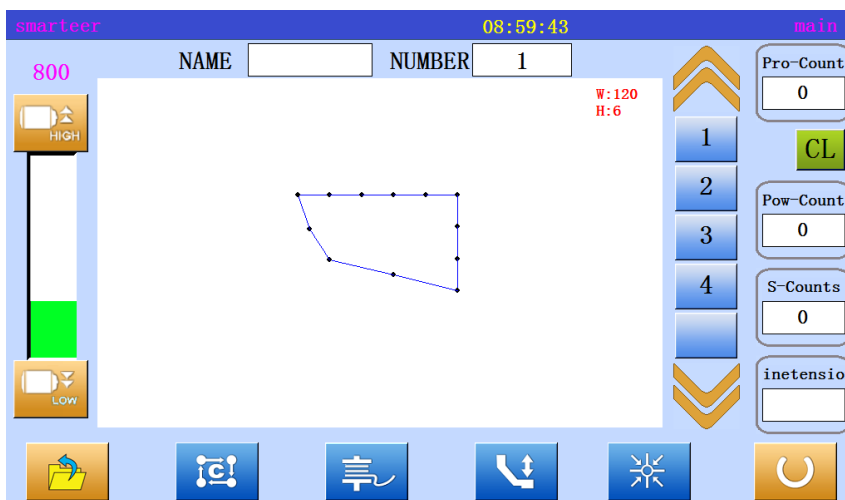 smarteer 08:59:43 main
800 NAME NUMBER 1 Pro-Count
0
W:120
H:6
HIGH
1
CL
2
Pow-Count
0
3
4
S-Counts
0
inetensio
LOW
C